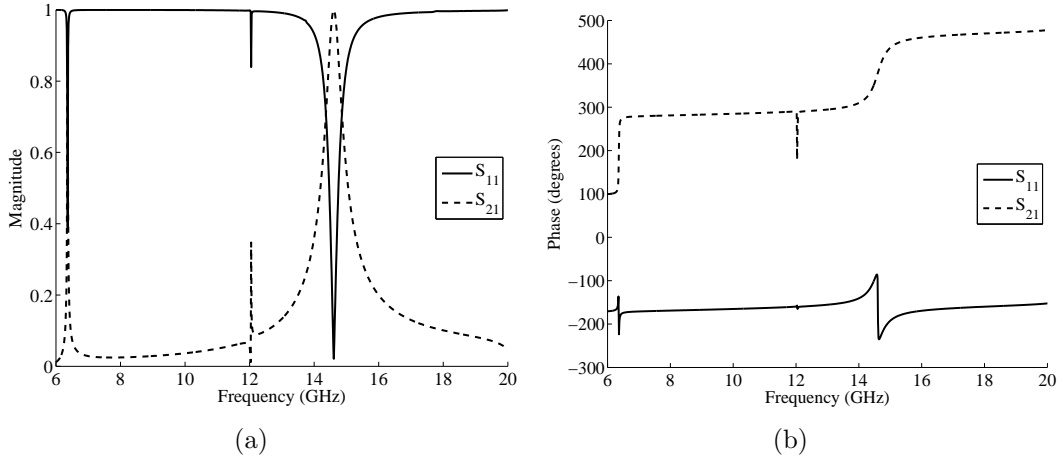 1
0.8
0.6
0.4
0.2
0
Magnitude
6 8 10 12 14 16 18 20
Frequency (GHz)
S11
S21
(a)
500
400
300
200
100
0
−100
−200
−300
Phase (degrees)
6 8 10 12 14 16 18 20
Frequency (GHz)
S11
S21
(b)